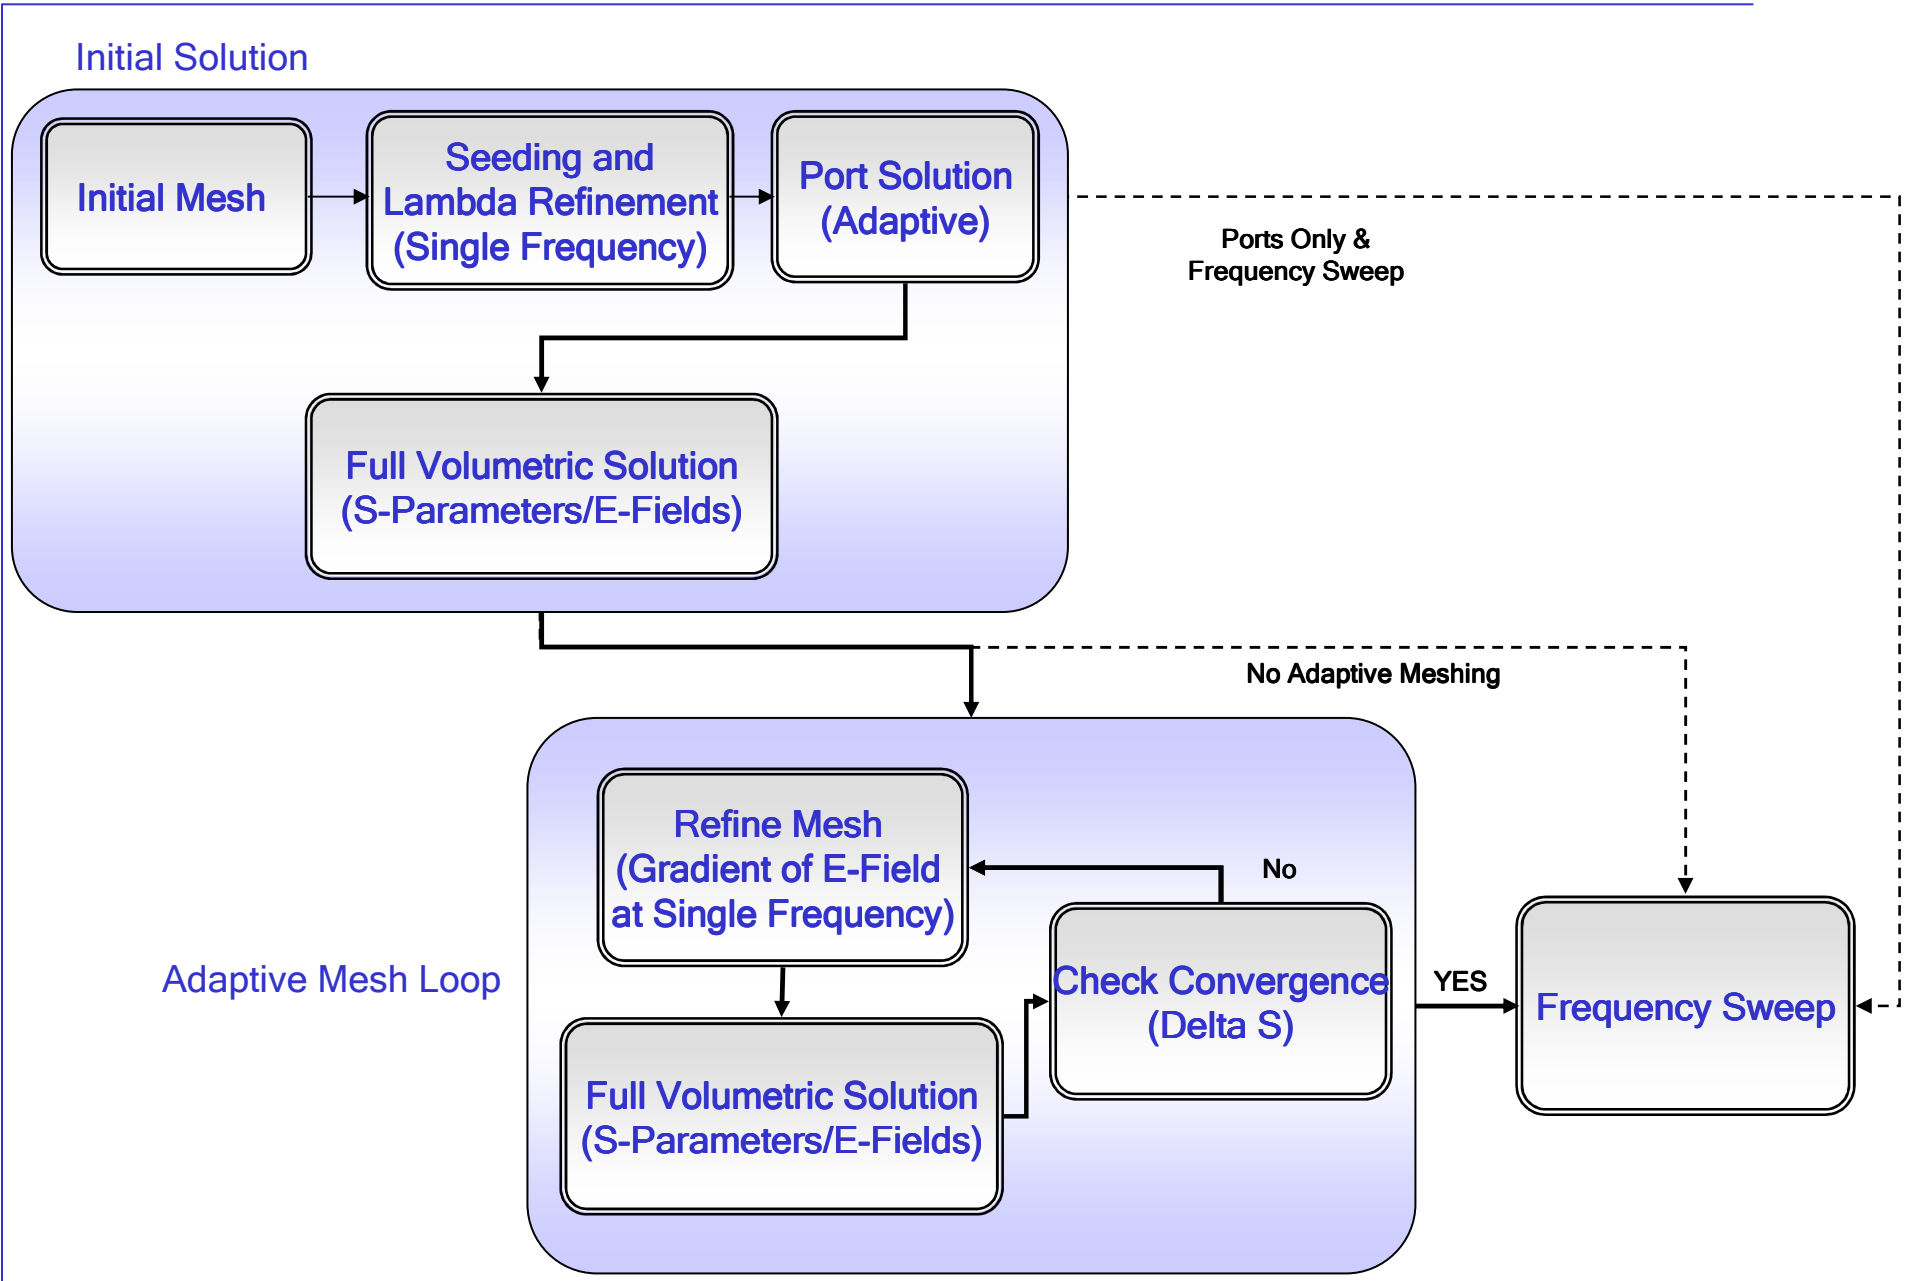 Initial Solution
Initial Mesh
Seeding and
Lambda Refinement
(Single Frequency)
Port Solution
(Adaptive)
Ports Only &
Frequency Sweep
Full Volumetric Solution
(S-Parameters/E-Fields)
No Adaptive Meshing
Refine Mesh
(Gradient of E-Field
at Single Frequency)
No
Adaptive Mesh Loop
Check Convergence
(Delta S)
YES
Frequency Sweep
Full Volumetric Solution
(S-Parameters/E-Fields)